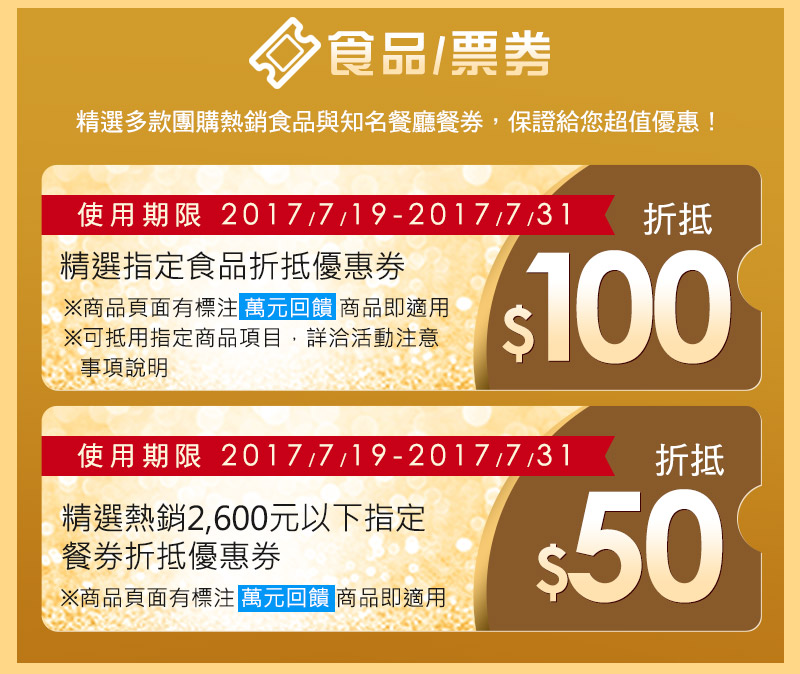 食品/票券
精選多款團購熱銷食品與知名餐廳餐券，保證給您超值優惠！
使用期限 2017/7/19-2017/7/31
折抵
$100
精選指定食品折抵優惠券
※商品頁面有標注 萬元回饋 商品即適用
※可抵用指定商品項目，詳洽活動注意
事項說明
使用期限 2017/7/19-2017/7/31
折抵
$50
精選熱銷2,600元以下指定
餐券折抵優惠券
※商品頁面有標注 萬元回饋 商品即適用